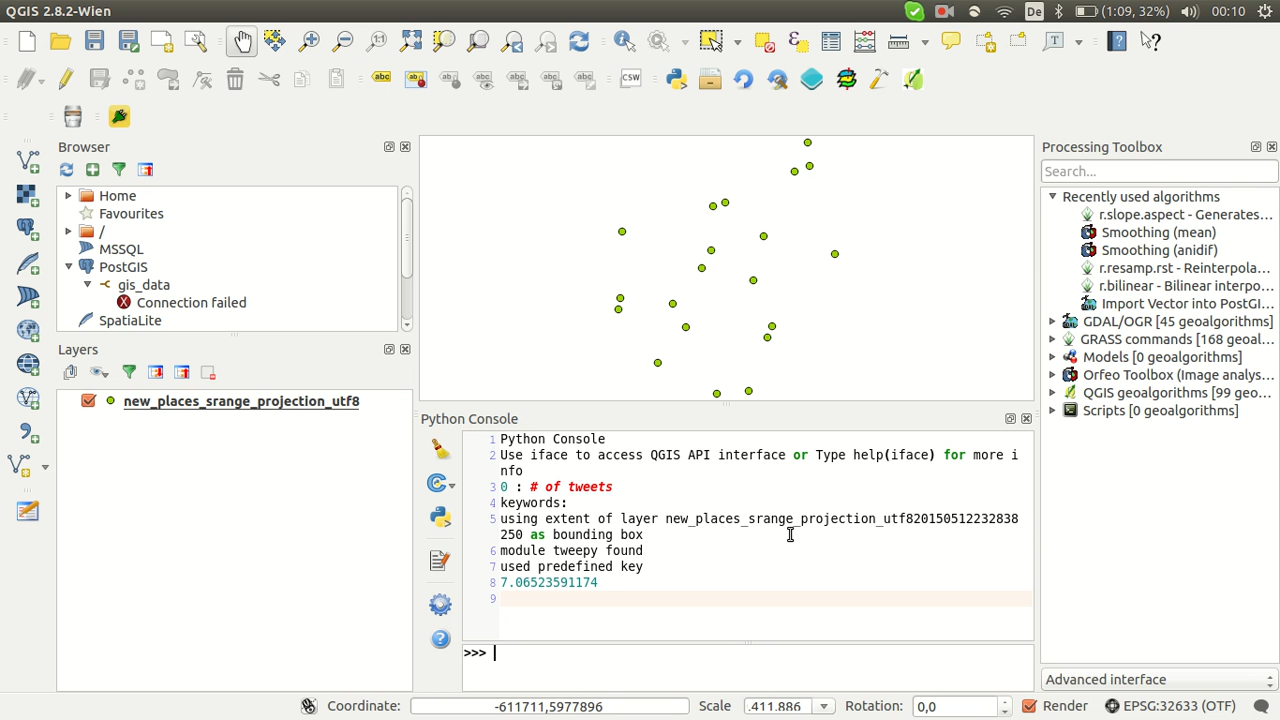 QGIS 2.8.2-Wien
De
(1:09, 32%)
00:10
abc
CSW
Browser
Home
Favourites
/
MSSQL
PostGIS
gis_data
Connection failed
SpatiaLite
Layers
new_places_srange_projection_utf8
Python Console
1 Python Console
2 Use iface to access QGIS API interface or Type help(iface) for more i
nfo
3 0 : # of tweets
4 keywords:
5 using extent of layer new_places_srange_projection_utf820150512232838
250 as bounding box
6 module tweepy found
7 used predefined key
8 7.06523591174
9
>>>
Processing Toolbox
Search...
Recently used algorithms
r.slope.aspect - Generates...
Smoothing (mean)
Smoothing (anidif)
r.resamp.rst - Reinterpola...
r.bilinear - Bilinear interpo...
Import Vector into PostGI...
GDAL/OGR [45 geoalgorithms]
GRASS commands [168 geoal...
Models [0 geoalgorithms]
Orfeo Toolbox (Image analys...
QGIS geoalgorithms [99 geo...
Scripts [0 geoalgorithms]
Advanced interface
Coordinate: -611711,5977896 Scale .411.886 Rotation: 0,0 Render EPSG:32633 (OTF)